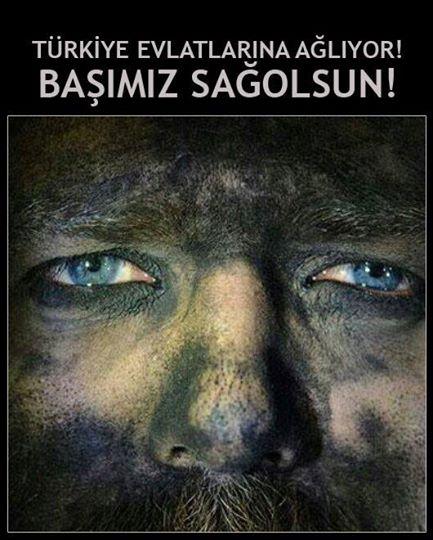 TÜRKİYE EVLATLARINA AĞLIYOR!
BAŞIMIZ SAĞOLSUN!